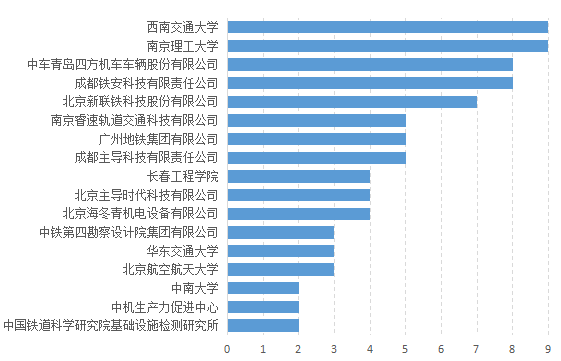 西南交通大学
南京理工大学
中车青岛四方机车车辆股份有限公司
成都铁安科技有限责任公司
北京新联铁科技股份有限公司
南京睿速轨道交通科技有限公司
广州地铁集团有限公司
成都主导科技有限责任公司
长春工程学院
北京主导时代科技有限公司
北京海冬青机电设备有限公司
中铁第四勘察设计院集团有限公司
华东交通大学
北京航空航天大学
中南大学
中机生产力促进中心
中国铁道科学研究院基础设施检测研究所
0 1 2 3 4 5 6 7 8 9